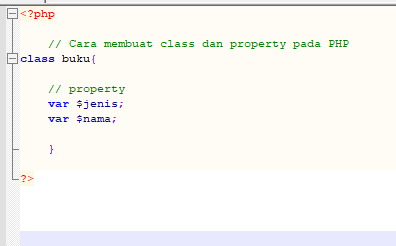 <?php
// Cara membuat class dan property pada PHP
class buku{
// property
var $jenis;
var $nama;
}
?>